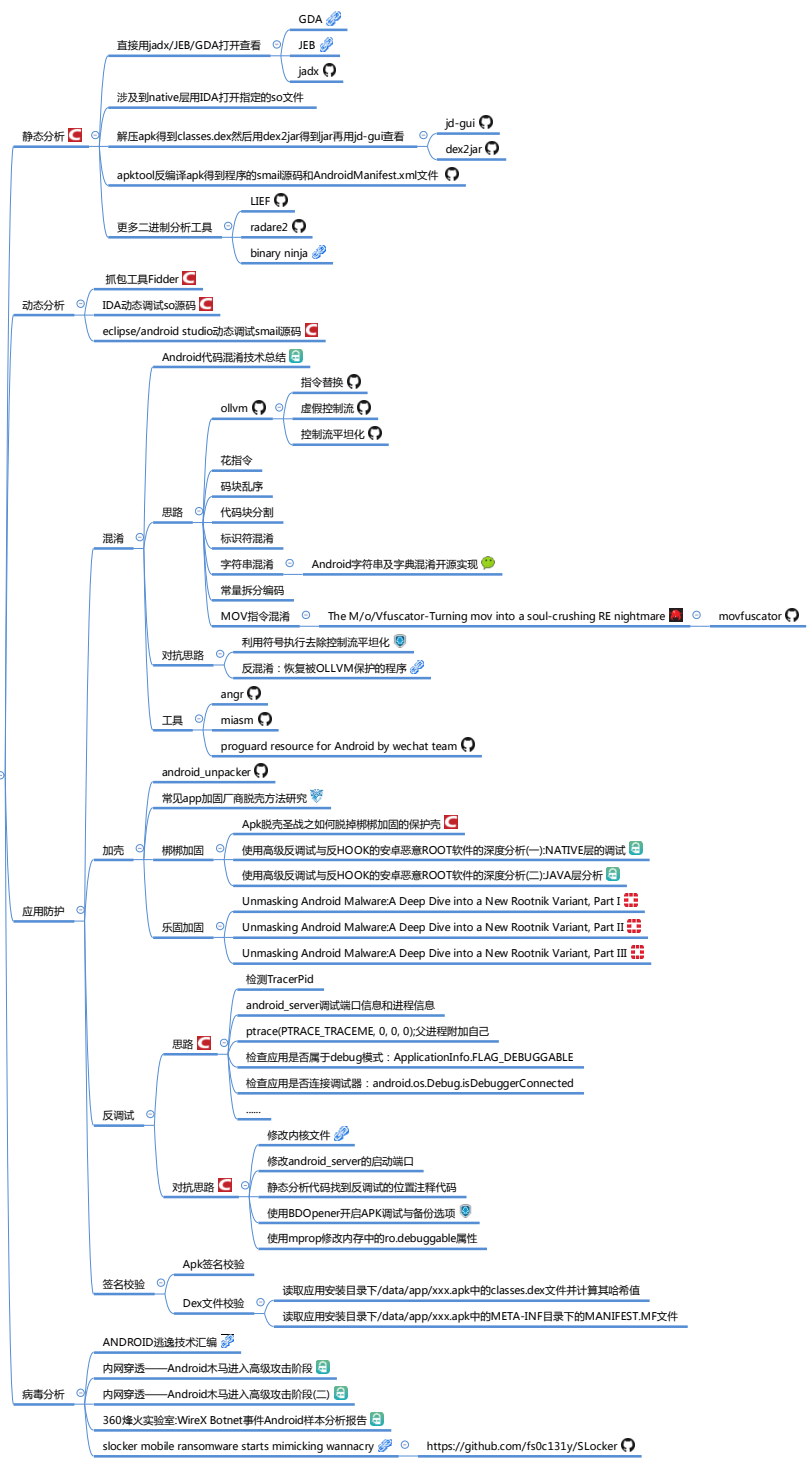 静态分析
直接用jadx/JEB/GDA打开查看
GDA
JEB
jadx
涉及到native层用IDA打开指定的so文件
解压apk得到classes.dex然后用dex2jar得到jar再用jd-gui查看
jd-gui
dex2jar
apktool反编译apk得到程序的smail源码和AndroidManifest.xml文件
更多二进制分析工具
LIEF
radare2
binary ninja
动态分析
抓包工具Fidder
IDA动态调试so源码
eclipse/android studio动态调试smail源码
应用防护
混淆
Android代码混淆技术总结
思路
ollvm
指令替换
虚假控制流
控制流平坦化
花指令
码块乱序
代码块分割
标识符混淆
字符串混淆
Android字符串及字典混淆开源实现
常量拆分编码
MOV指令混淆
The M/o/Vfuscator-Turning mov into a soul-crushing RE nightmare
movfuscator
对抗思路
利用符号执行去除控制流平坦化
反混淆：恢复被OLLVM保护的程序
工具
angr
miasm
proguard resource for Android by wechat team
加壳
android_unpacker
常见app加固厂商脱壳方法研究
梆梆加固
Apk脱壳圣战之如何脱掉梆梆加固的保护壳
使用高级反调试与反HOOK的安卓恶意ROOT软件的深度分析(一):NATIVE层的调试
使用高级反调试与反HOOK的安卓恶意ROOT软件的深度分析(二):JAVA层分析
乐固加固
Unmasking Android Malware:A Deep Dive into a New Rootnik Variant, Part I
Unmasking Android Malware:A Deep Dive into a New Rootnik Variant, Part II
Unmasking Android Malware:A Deep Dive into a New Rootnik Variant, Part III
反调试
思路
检测TracerPid
android_server调试端口信息和进程信息
ptrace(PTRACE_TRACEME, 0, 0, 0);父进程附加自己
检查应用是否属于debug模式：ApplicationInfo.FLAG_DEBUGGABLE
检查应用是否连接调试器：android.os.Debug.isDebuggerConnected
......
对抗思路
修改内核文件
修改android_server的启动端口
静态分析代码找到反调试的位置注释代码
使用BDOpener开启APK调试与备份选项
使用mprop修改内存中的ro.debuggable属性
签名校验
Apk签名校验
Dex文件校验
读取应用安装目录下/data/app/xxx.apk中的classes.dex文件并计算其哈希值
读取应用安装目录下/data/app/xxx.apk中的META-INF目录下的MANIFEST.MF文件
病毒分析
ANDROID逃逸技术汇编
内网穿透——Android木马进入高级攻击阶段
内网穿透——Android木马进入高级攻击阶段(二)
360烽火实验室:WireX Botnet事件Android样本分析报告
slocker mobile ransomware starts mimicking wannacry
https://github.com/fs0c131y/SLocker